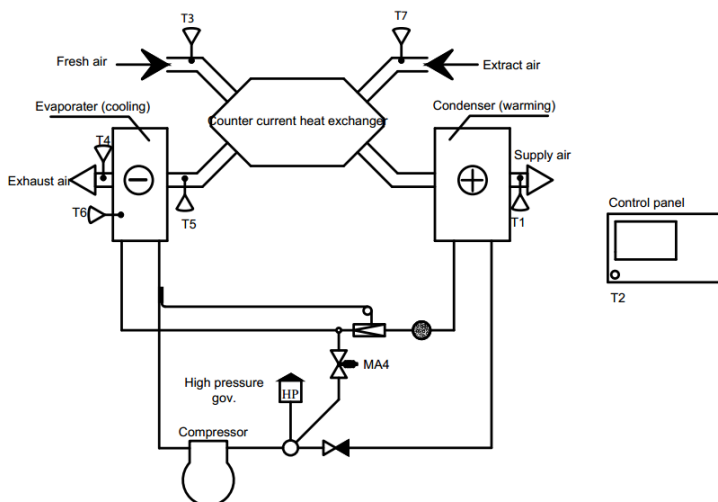 T3
T7
Fresh air
Extract air
Evaporater (cooling)
Condenser (warming)
Counter current heat exchanger
T4
Supply air
Exhaust air
T6
T5
T1
Control panel
T2
MA4
High pressure
gov.
HP
Compressor